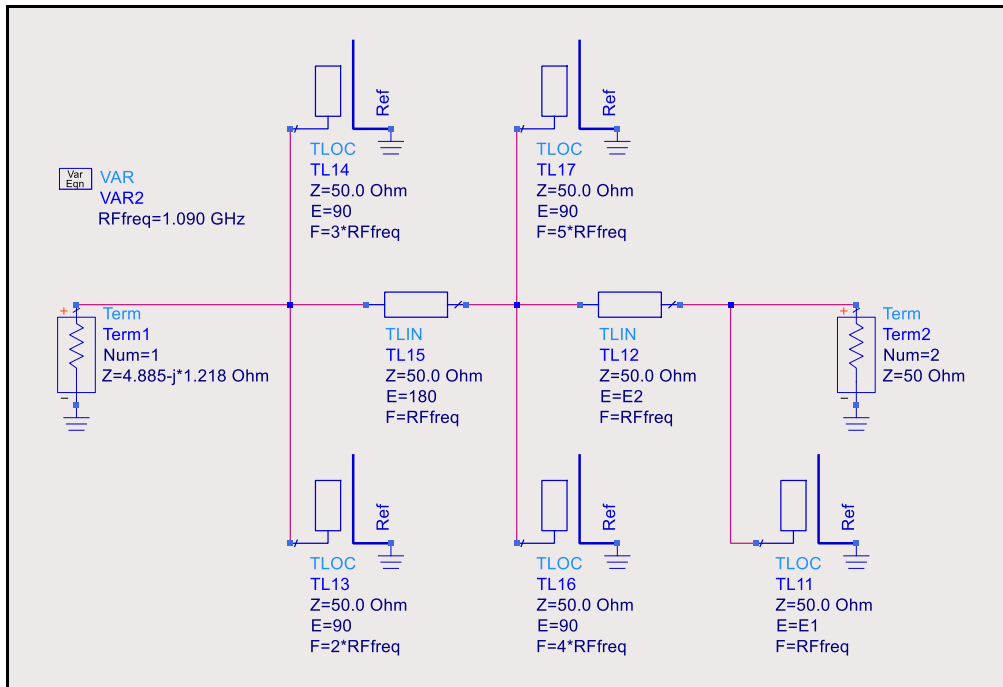 Ref
TLOC
TL14
Z=50.0 Ohm
E=90
F=3*RFfreq
Ref
TLOC
TL17
Z=50.0 Ohm
E=90
F=5*RFfreq
Var
Eqn
VAR
VAR2
RFfreq=1.090 GHz
+
Term
Term1
Num=1
Z=4.885-j*1.218 Ohm
–
TLIN
TL15
Z=50.0 Ohm
E=180
F=RFfreq
TLIN
TL12
Z=50.0 Ohm
E=E2
F=RFfreq
+
Term
Term2
Num=2
Z=50 Ohm
–
Ref
TLOC
TL13
Z=50.0 Ohm
E=90
F=2*RFfreq
Ref
TLOC
TL16
Z=50.0 Ohm
E=90
F=4*RFfreq
Ref
TLOC
TL11
Z=50.0 Ohm
E=E1
F=RFfreq